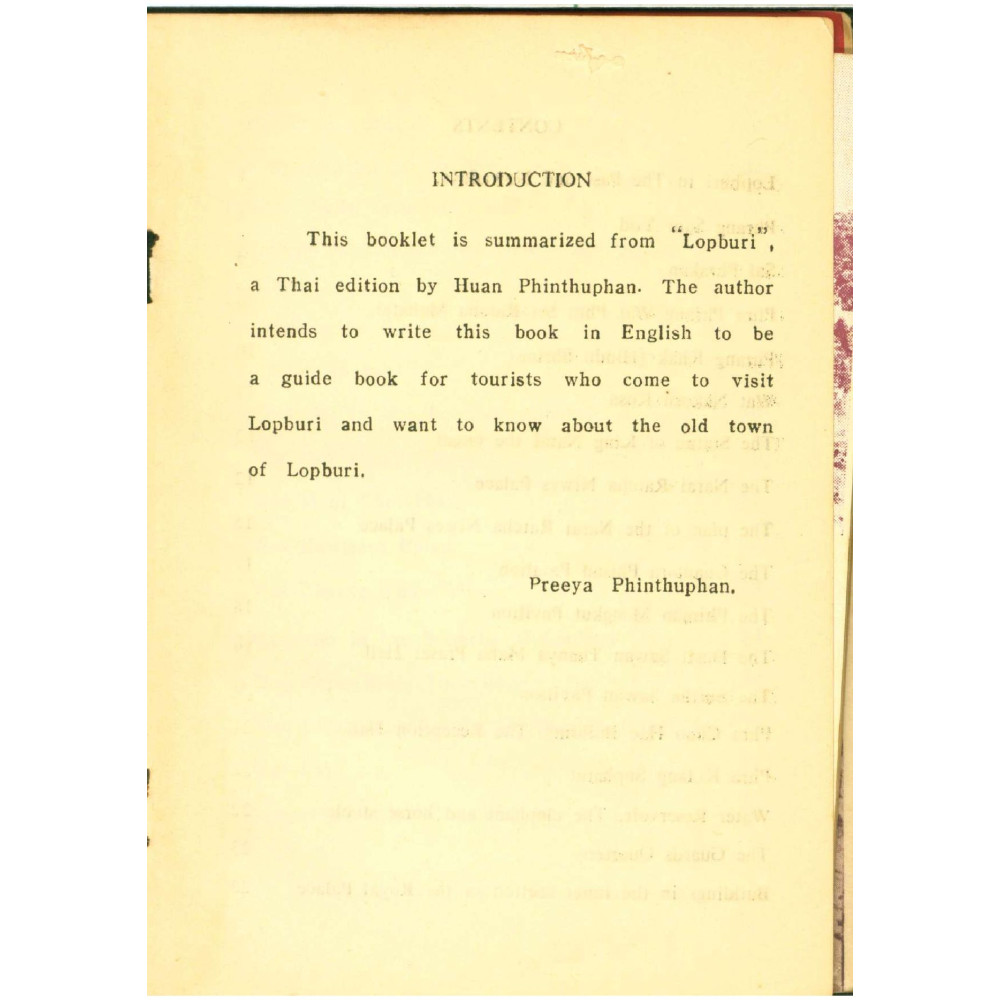 INTRODUCTION
This booklet is summarized from “Lopburi”,
a Thai edition by Huan Phinthuphan. The author
intends to write this book in English to be
a guide book for tourists who come to visit
Lopburi and want to know about the old town
of Lopburi.
Preeya Phinthuphan.